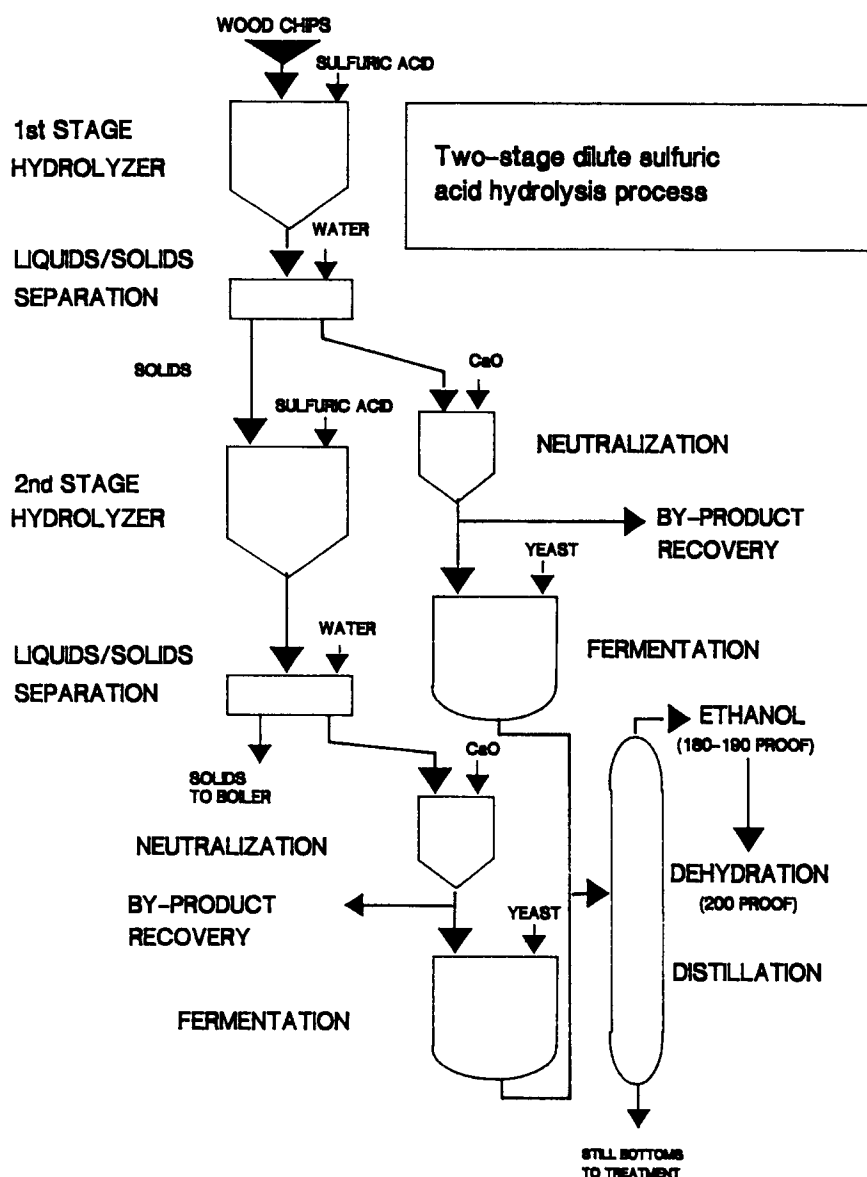 WOOD CHIPS
SULFURIC ACID
1st STAGE
HYDROLYZER
Two-stage dilute sulfuric
acid hydrolysis process
WATER
LIQUIDS/SOLIDS
SEPARATION
SOLIDS
CaO
SULFURIC ACID
NEUTRALIZATION
2nd STAGE
HYDROLYZER
BY-PRODUCT
RECOVERY
YEAST
WATER
FERMENTATION
LIQUIDS/SOLIDS
SEPARATION
ETHANOL
(180-190 PROOF)
CaO
SOLIDS
TO BOILER
NEUTRALIZATION
DEHYDRATION
(200 PROOF)
BY-PRODUCT
RECOVERY
YEAST
DISTILLATION
FERMENTATION
STILL BOTTOMS
TO TREATMENT